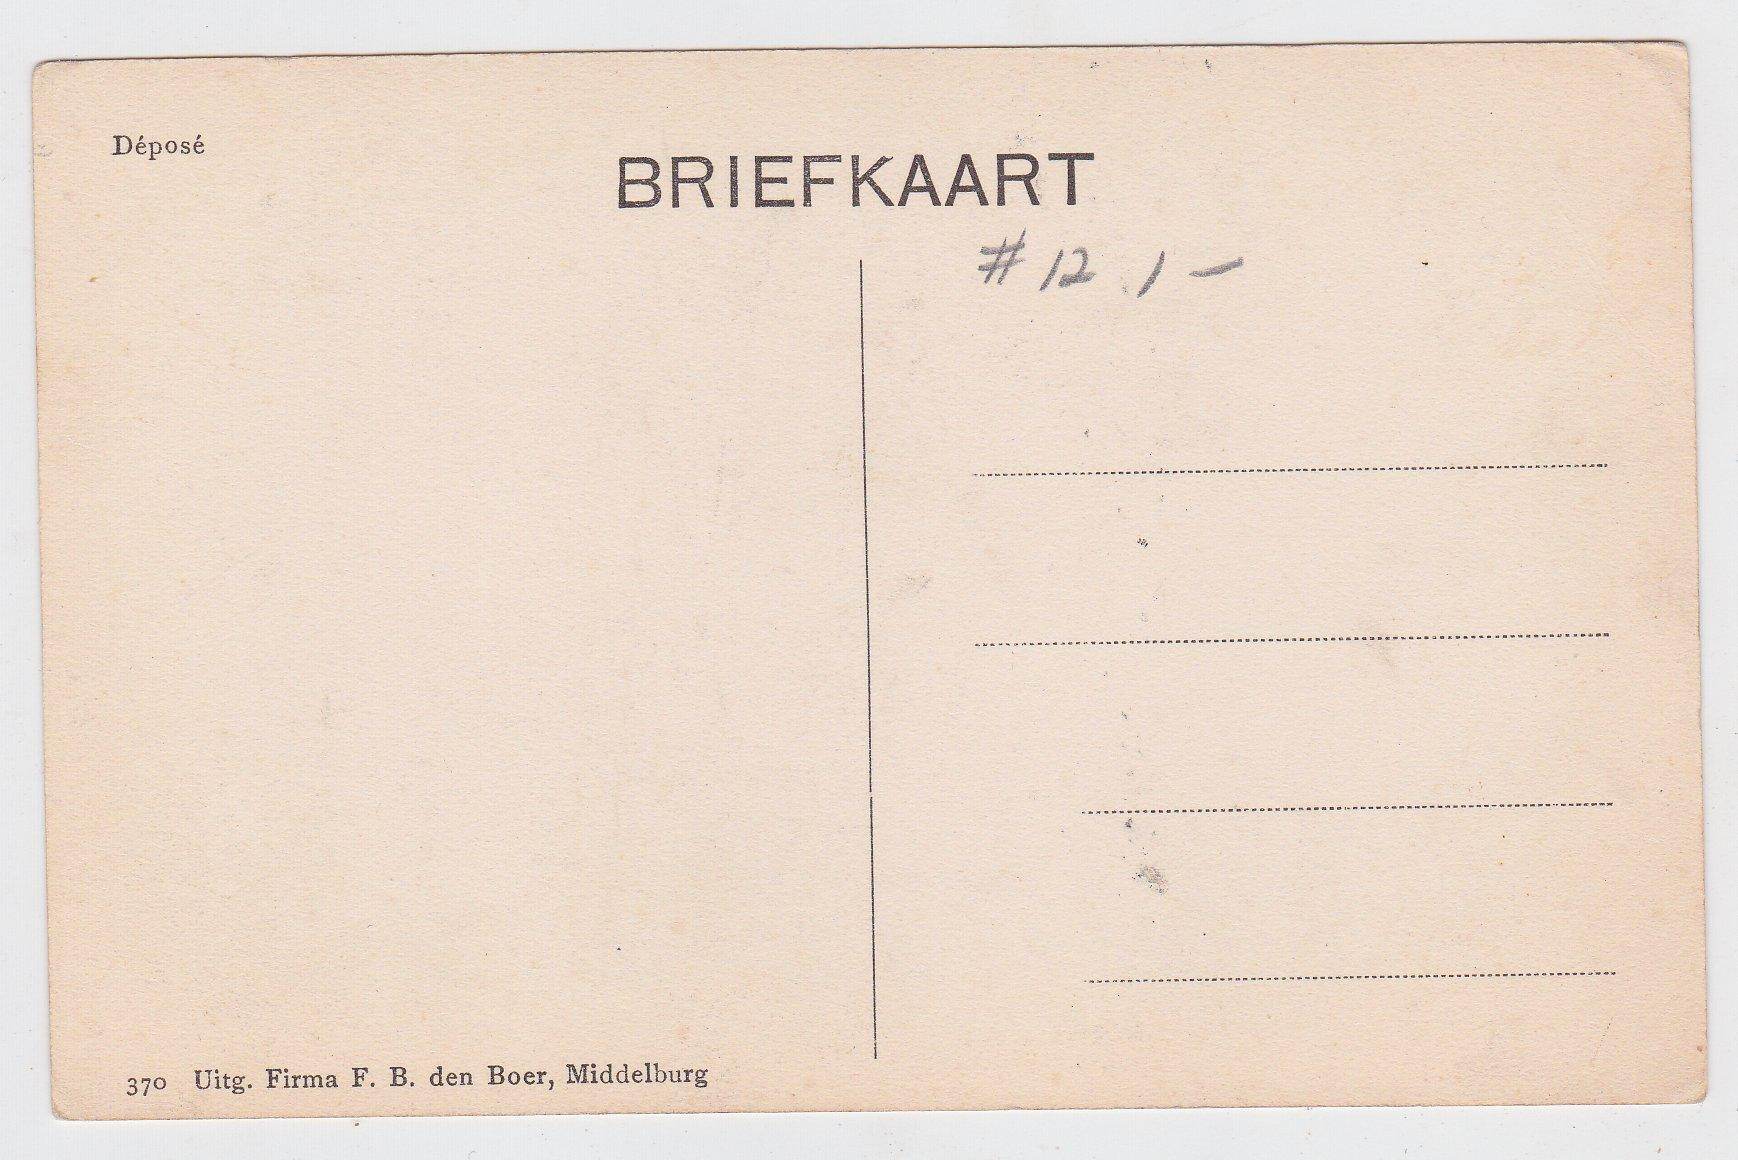 Déposé
BRIEFKAART
# 12 . 1 -
370 Uitg. Firma F. B. den Boer, Middelburg